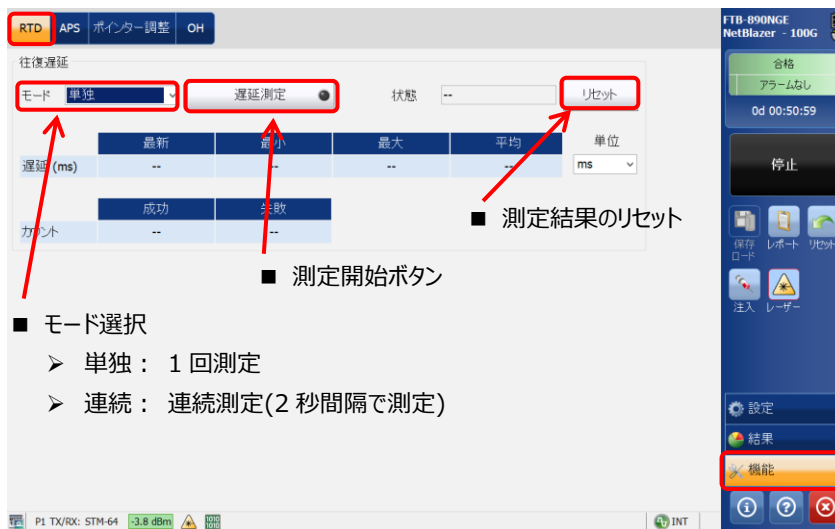 RTD APS ポインター調整 OH
往復遅延
モード 単独 遅延測定 状態 -- リセット
最新 最小 最大 平均 単位
遅延 (ms) -- -- -- -- ms
成功 失敗
カウント -- --
■ 測定結果のリセット
■ 測定開始ボタン
■ モード選択
➢ 単独： 1 回測定
➢ 連続： 連続測定(2 秒間隔で測定)
P1 TX/RX: STM-64 -3.8 dBm INT
FTB-890NGE
NetBlazer - 100G
合格
アラームなし
0d 00:50:59
停止
保存 レポート リセット
ロード
注入 レーザー
設定
結果
機能